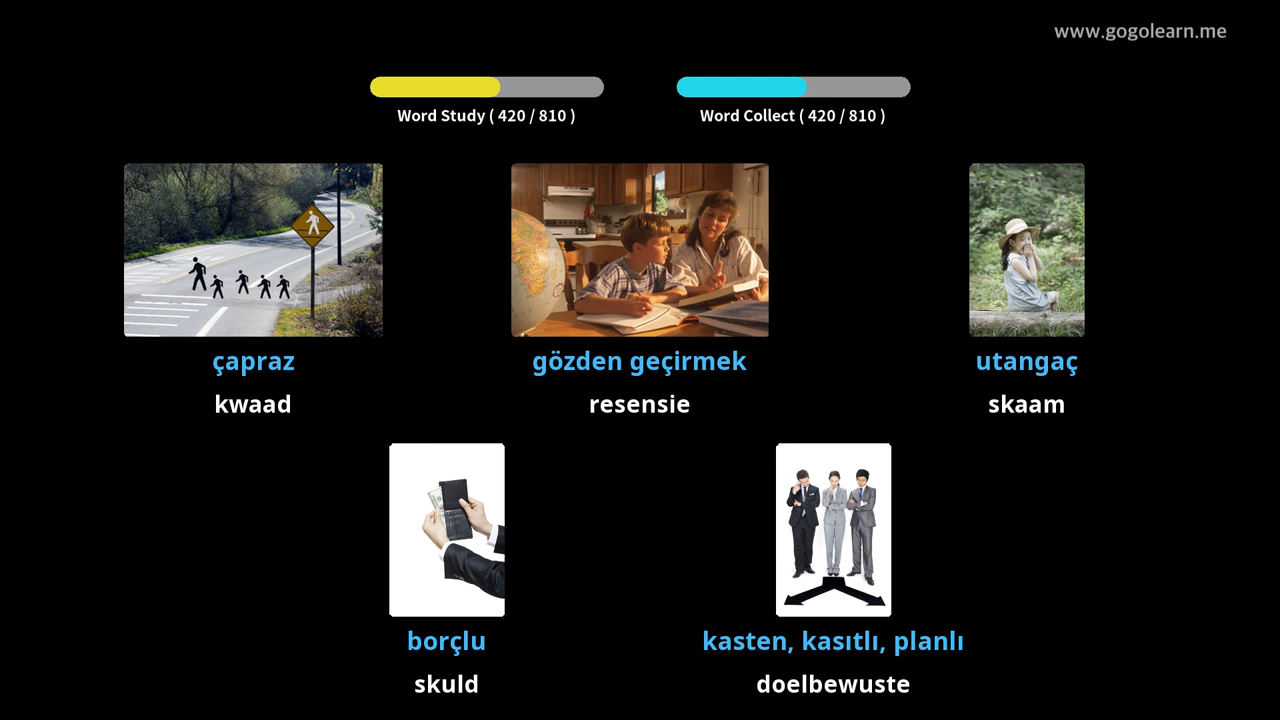 www.gogolearn.me
Word Study ( 420 / 810 )
Word Collect ( 420 / 810 )
çapraz
gözden geçirmek
utangaç
kwaad
resensie
skaam
borçlu
kasten, kasıtlı, planlı
skuld
doelbewuste